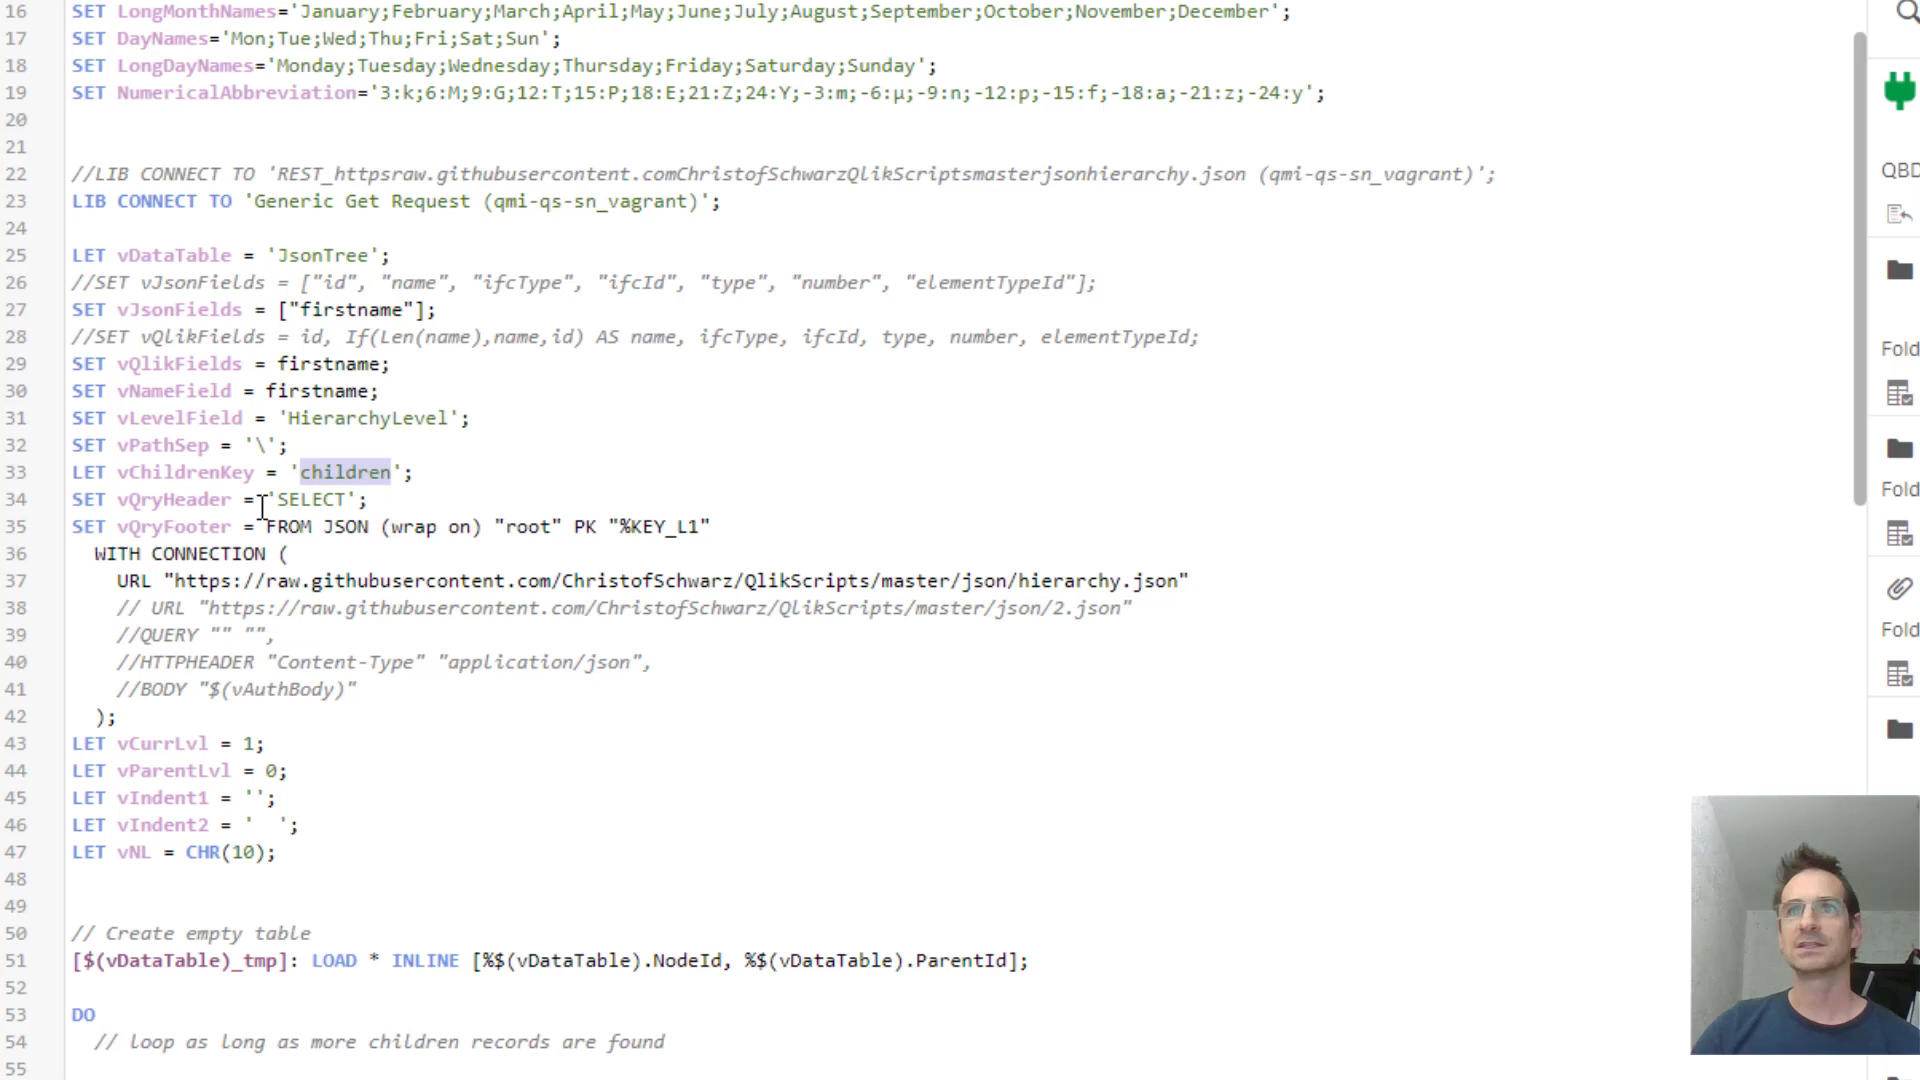 16 SET LongMonthNames='January;February;March;April;May;June;July;August;September;October;November;December';
17 SET DayNames='Mon;Tue;Wed;Thu;Fri;Sat;Sun';
18 SET LongDayNames='Monday;Tuesday;Wednesday;Thursday;Friday;Saturday;Sunday';
19 SET NumericalAbbreviation='3:k;6:M;9:G;12:T;15:P;18:E;21:Z;24:Y;-3:m;-6:μ;-9:n;-12:p;-15:f;-18:a;-21:z;-24:y';
20
21
22 //LIB CONNECT TO 'REST_httpsraw.githubusercontent.comChristofSchwarzQlikScriptsmasterjsonhierarchy.json (qmi-qs-sn_vagrant)';
23 LIB CONNECT TO 'Generic Get Request (qmi-qs-sn_vagrant)';
24
25 LET vDataTable = 'JsonTree';
26 //SET vJsonFields = ["id", "name", "ifcType", "ifcId", "type", "number", "elementTypeId"];
27 SET vJsonFields = ["firstname"];
28 //SET vQlikFields = id, If(Len(name),name,id) AS name, ifcType, ifcId, type, number, elementTypeId;
29 SET vQlikFields = firstname;
30 SET vNameField = firstname;
31 SET vLevelField = 'HierarchyLevel';
32 SET vPathSep = '\';
33 LET vChildrenKey = 'children';
34 SET vQryHeader = 'SELECT';
35 SET vQryFooter = FROM JSON (wrap on) "root" PK "%KEY_L1"
36 WITH CONNECTION (
37 URL "https://raw.githubusercontent.com/ChristofSchwarz/QlikScripts/master/json/hierarchy.json"
38 // URL "https://raw.githubusercontent.com/ChristofSchwarz/QlikScripts/master/json/2.json"
39 //QUERY "" "",
40 //HTTPHEADER "Content-Type" "application/json",
41 //BODY "$(vAuthBody)"
42 );
43 LET vCurrLvl = 1;
44 LET vParentLvl = 0;
45 LET vIndent1 = '';
46 LET vIndent2 = '  ';
47 LET vNL = CHR(10);
48
49
50 // Create empty table
51 [$(vDataTable)_tmp]: LOAD * INLINE [%$(vDataTable).NodeId, %$(vDataTable).ParentId];
52
53 DO
54 // loop as long as more children records are found
55
QBD
Fold
Fold
Fold